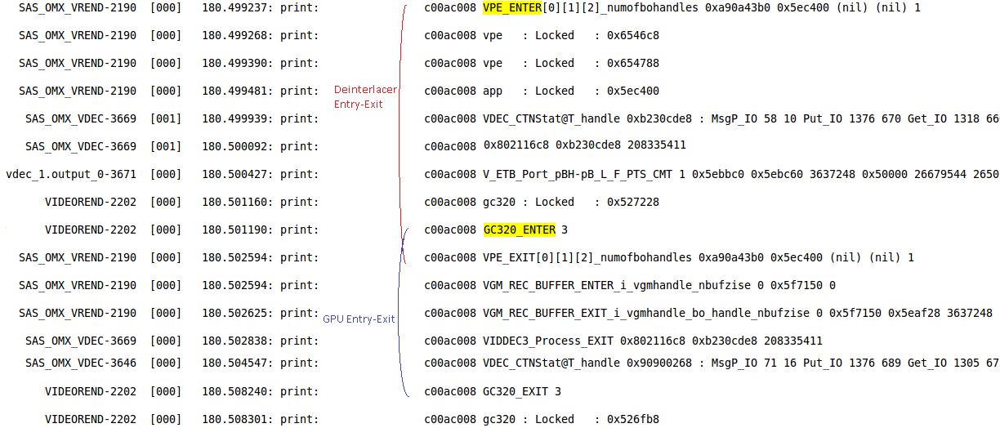 SAS_OMX_VREND-2190 [000] 180.499237: print: c00ac008 VPE_ENTER[0][1][2]_numofbohandles 0xa90a43b0 0x5ec400 (nil) (nil) 1
SAS_OMX_VREND-2190 [000] 180.499268: print: c00ac008 vpe : Locked : 0x6546c8
SAS_OMX_VREND-2190 [000] 180.499390: print: c00ac008 vpe : Locked : 0x654788
SAS_OMX_VREND-2190 [000] 180.499481: print: c00ac008 app : Locked : 0x5ec400
Deinterlacer
Entry-Exit
SAS_OMX_VDEC-3669 [001] 180.499939: print: c00ac008 VDEC_CTNStat@T_handle 0xb230cde8 : MsgP_IO 58 10 Put_IO 1376 670 Get_IO 1318 66
SAS_OMX_VDEC-3669 [001] 180.500092: print: c00ac008 0x802116c8 0xb230cde8 208335411
vdec_1.output_0-3671 [000] 180.500427: print: c00ac008 V_ETB_Port_pBH-pB_L_F_PTS_CMT 1 0x5ebbc0 0x5ebc60 3637248 0x50000 26679544 2650
VIDEOREND-2202 [000] 180.501160: print: c00ac008 gc320 : Locked : 0x527228
VIDEOREND-2202 [000] 180.501190: print: c00ac008 GC320_ENTER 3
SAS_OMX_VREND-2190 [000] 180.502594: print: c00ac008 VPE_EXIT[0][1][2]_numofbohandles 0xa90a43b0 0x5ec400 (nil) (nil) 1
SAS_OMX_VREND-2190 [000] 180.502594: print: c00ac008 VGM_REC_BUFFER_ENTER_i_vgmhandle_nbufzise 0 0x5f7150 0
SAS_OMX_VREND-2190 [000] 180.502625: print: c00ac008 VGM_REC_BUFFER_EXIT_i_vgmhandle_bo_handle_nbufzise 0 0x5f7150 0x5eaf28 3637248
GPU Entry-Exit
SAS_OMX_VDEC-3669 [000] 180.502838: print: c00ac008 VIDDEC3_Process_EXIT 0x802116c8 0xb230cde8 208335411
SAS_OMX_VDEC-3646 [000] 180.504547: print: c00ac008 VDEC_CTNStat@T_handle 0x90900268 : MsgP_IO 71 16 Put_IO 1376 689 Get_IO 1305 67
VIDEOREND-2202 [000] 180.508240: print: c00ac008 GC320_EXIT 3
VIDEOREND-2202 [000] 180.508301: print: c00ac008 gc320 : Locked : 0x526fb8